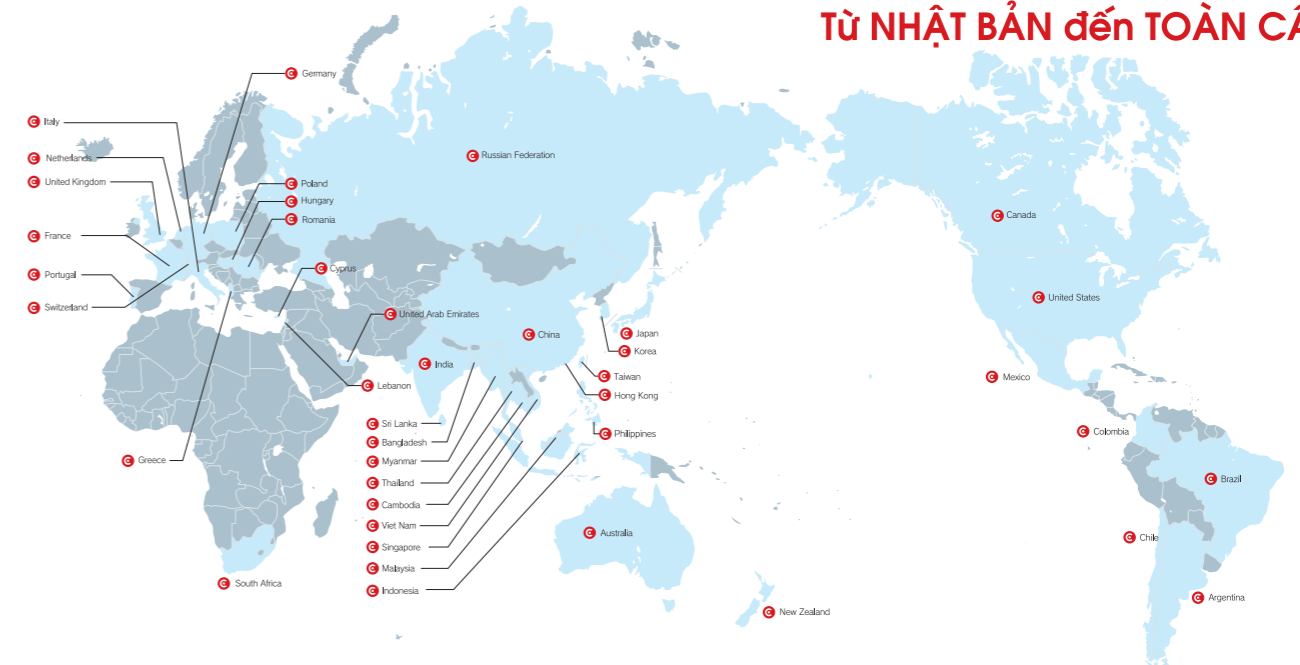 Từ NHẬT BẢN đến TOÀN
Germany
Italy
Netherlands
United Kingdom
France
Portugal
Switzerland
Poland
Hungary
Romania
Cyprus
United Arab Emirates
Lebanon
Greece
South Africa
Russian Federation
China
India
Japan
Korea
Taiwan
Hong Kong
Philippines
Sri Lanka
Bangladesh
Myanmar
Thailand
Cambodia
Viet Nam
Singapore
Malaysia
Indonesia
Australia
New Zealand
Canada
United States
Mexico
Colombia
Brazil
Chile
Argentina